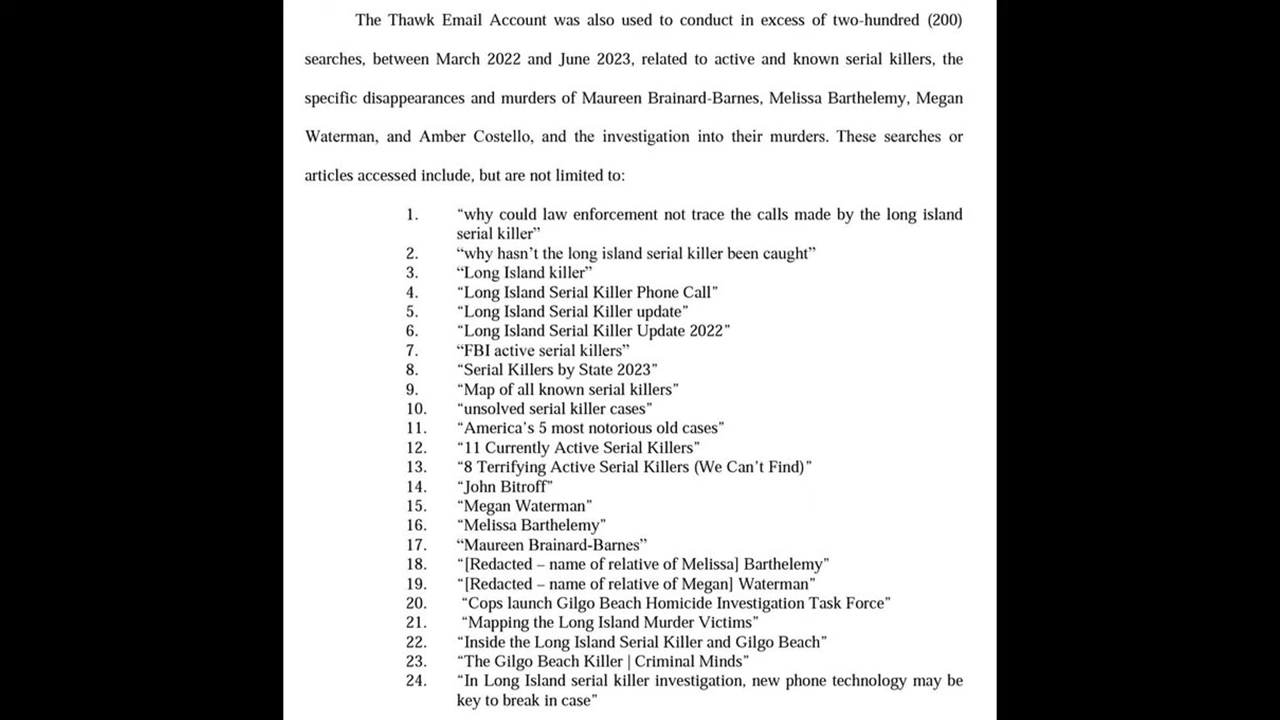 The Thawk Email Account was also used to conduct in excess of two-hundred (200)
searches, between March 2022 and June 2023, related to active and known serial killers, the
specific disappearances and murders of Maureen Brainard-Barnes, Melissa Barthelemy, Megan
Waterman, and Amber Costello, and the investigation into their murders. These searches or
articles accessed include, but are not limited to:
1. “why could law enforcement not trace the calls made by the long island
serial killer”
2. “why hasn’t the long island serial killer been caught”
3. “Long Island killer”
4. “Long Island Serial Killer Phone Call”
5. “Long Island Serial Killer update”
6. “Long Island Serial Killer Update 2022”
7. “FBI active serial killers”
8. “Serial Killers by State 2023”
9. “Map of all known serial killers”
10. “unsolved serial killer cases”
11. “America’s 5 most notorious old cases”
12. “11 Currently Active Serial Killers”
13. “8 Terrifying Active Serial Killers (We Can’t Find)”
14. “John Bitroff”
15. “Megan Waterman”
16. “Melissa Barthelemy”
17. “Maureen Brainard-Barnes”
18. “[Redacted – name of relative of Melissa] Barthelemy”
19. “[Redacted – name of relative of Megan] Waterman”
20. “Cops launch Gilgo Beach Homicide Investigation Task Force”
21. “Mapping the Long Island Murder Victims”
22. “Inside the Long Island Serial Killer and Gilgo Beach”
23. “The Gilgo Beach Killer | Criminal Minds”
24. “In Long Island serial killer investigation, new phone technology may be
key to break in case”